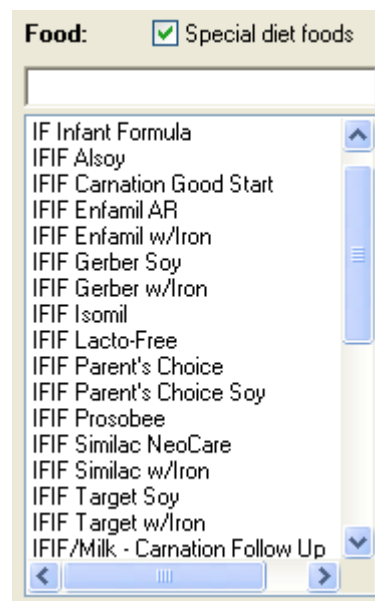 Food: Special diet foods
IF Infant Formula
IFIF Alsoy
IFIF Carnation Good Start
IFIF Enfamil AR
IFIF Enfamil w/Iron
IFIF Gerber Soy
IFIF Gerber w/Iron
IFIF Isomil
IFIF Lacto-Free
IFIF Parent's Choice
IFIF Parent's Choice Soy
IFIF Prosobee
IFIF Similac NeoCare
IFIF Similac w/Iron
IFIF Target Soy
IFIF Target w/Iron
IFIF/Milk - Carnation Follow Up